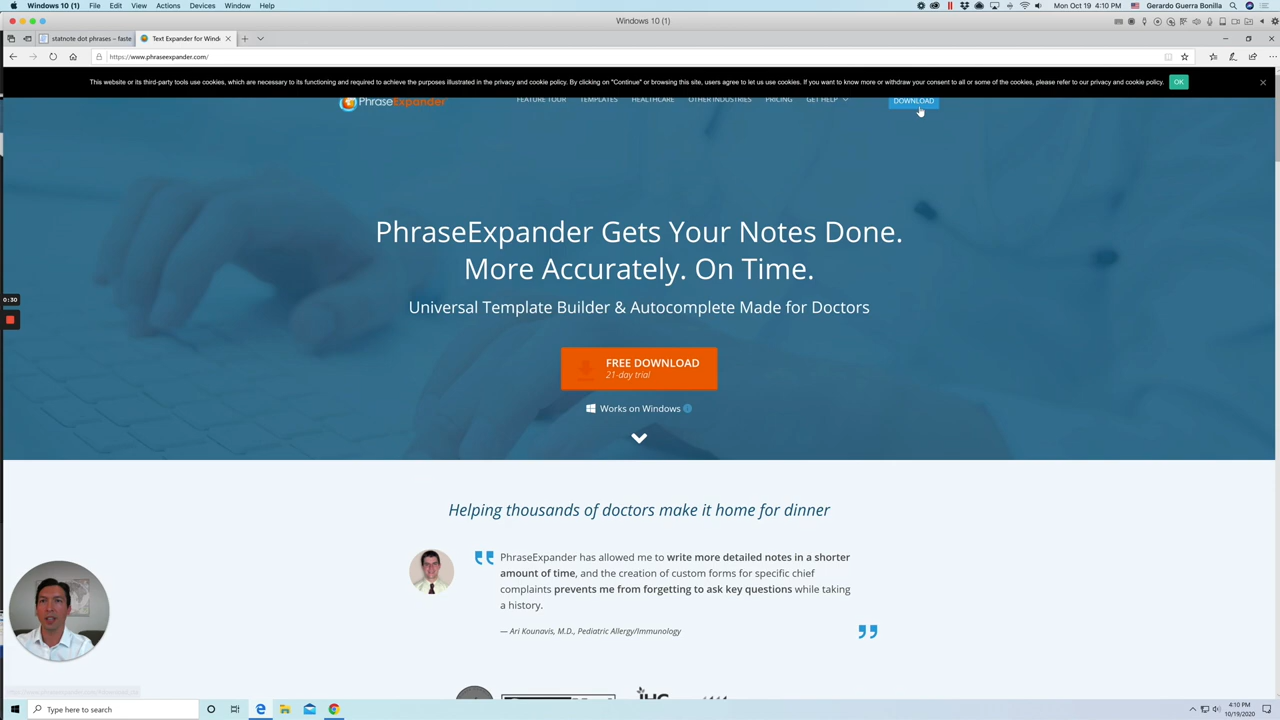 Windows 10 (1) File Edit View Actions Devices Window Help
Mon Oct 19 4:10 PM Gerardo Guerra Bonilla
Windows 10 (1)
statnote dot phrases – faste
Text Expander for Wind
https://www.phraseexpander.com/
This website or its third-party tools use cookies, which are necessary to its functioning and required to achieve the purposes illustrated in the privacy and cookie policy. By clicking on "Continue" or browsing this site, users agree to let us use cookies. If you want to know more or withdraw your consent to all or some of the cookies, please refer to our privacy and cookie policy.
OK
PhraseExpander
FEATURE TOUR TEMPLATES HEALTHCARE OTHER INDUSTRIES PRICING GET HELP
DOWNLOAD
PhraseExpander Gets Your Notes Done.
More Accurately. On Time.
Universal Template Builder & Autocomplete Made for Doctors
FREE DOWNLOAD
21-day trial
Works on Windows
0:30
Helping thousands of doctors make it home for dinner
PhraseExpander has allowed me to write more detailed notes in a shorter
amount of time, and the creation of custom forms for specific chief
complaints prevents me from forgetting to ask key questions while taking
a history.
— Ari Kounavis, M.D., Pediatric Allergy/Immunology
Type here to search
4:10 PM
10/19/2020